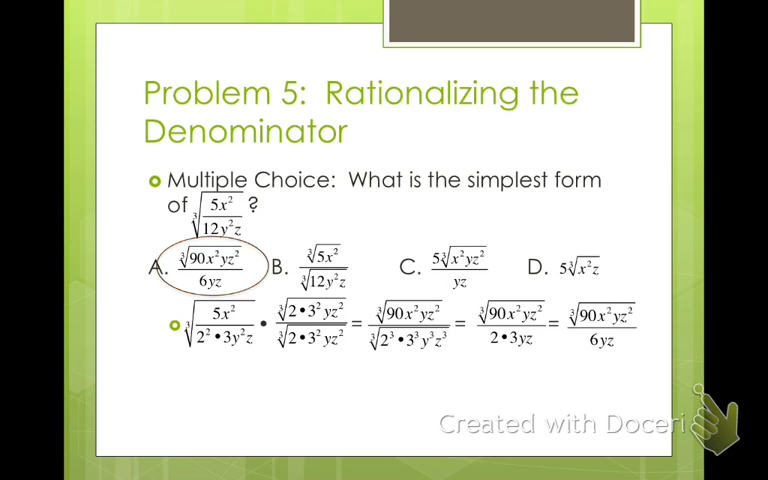 Problem 5: Rationalizing the
Denominator
Multiple Choice: What is the simplest form
of ∛(5x²/12y²z) ?
A. ∛(90x²yz²)/6yz B. ∛(5x²)/∛(12y²z) C. 5∛(x²yz²)/yz D. 5∛(x²z)
∛(5x²/2²•3y²z) • ∛(2•3²yz²)/∛(2•3²yz²) = ∛(90x²yz²)/∛(2³•3³y³z³) = ∛(90x²yz²)/2•3yz = ∛(90x²yz²)/6yz
Created with Doceri